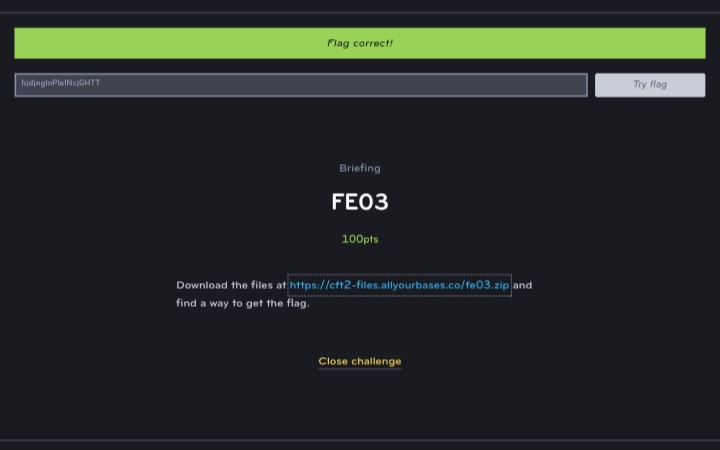 Flag correct!
hjdjngInPlaINsjGHTT
Try flag
Briefing
FE03
100pts
Download the files at https://cft2-files.allyourbases.co/fe03.zip and
find a way to get the flag.
Close challenge